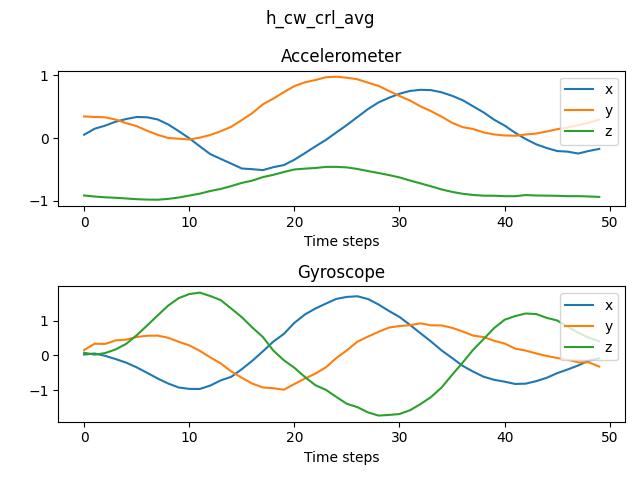 h_cw_crl_avg
Accelerometer
1
0
−1
x
y
z
0
10
20
30
40
50
Time steps
Gyroscope
1
0
−1
x
y
z
0
10
20
30
40
50
Time steps